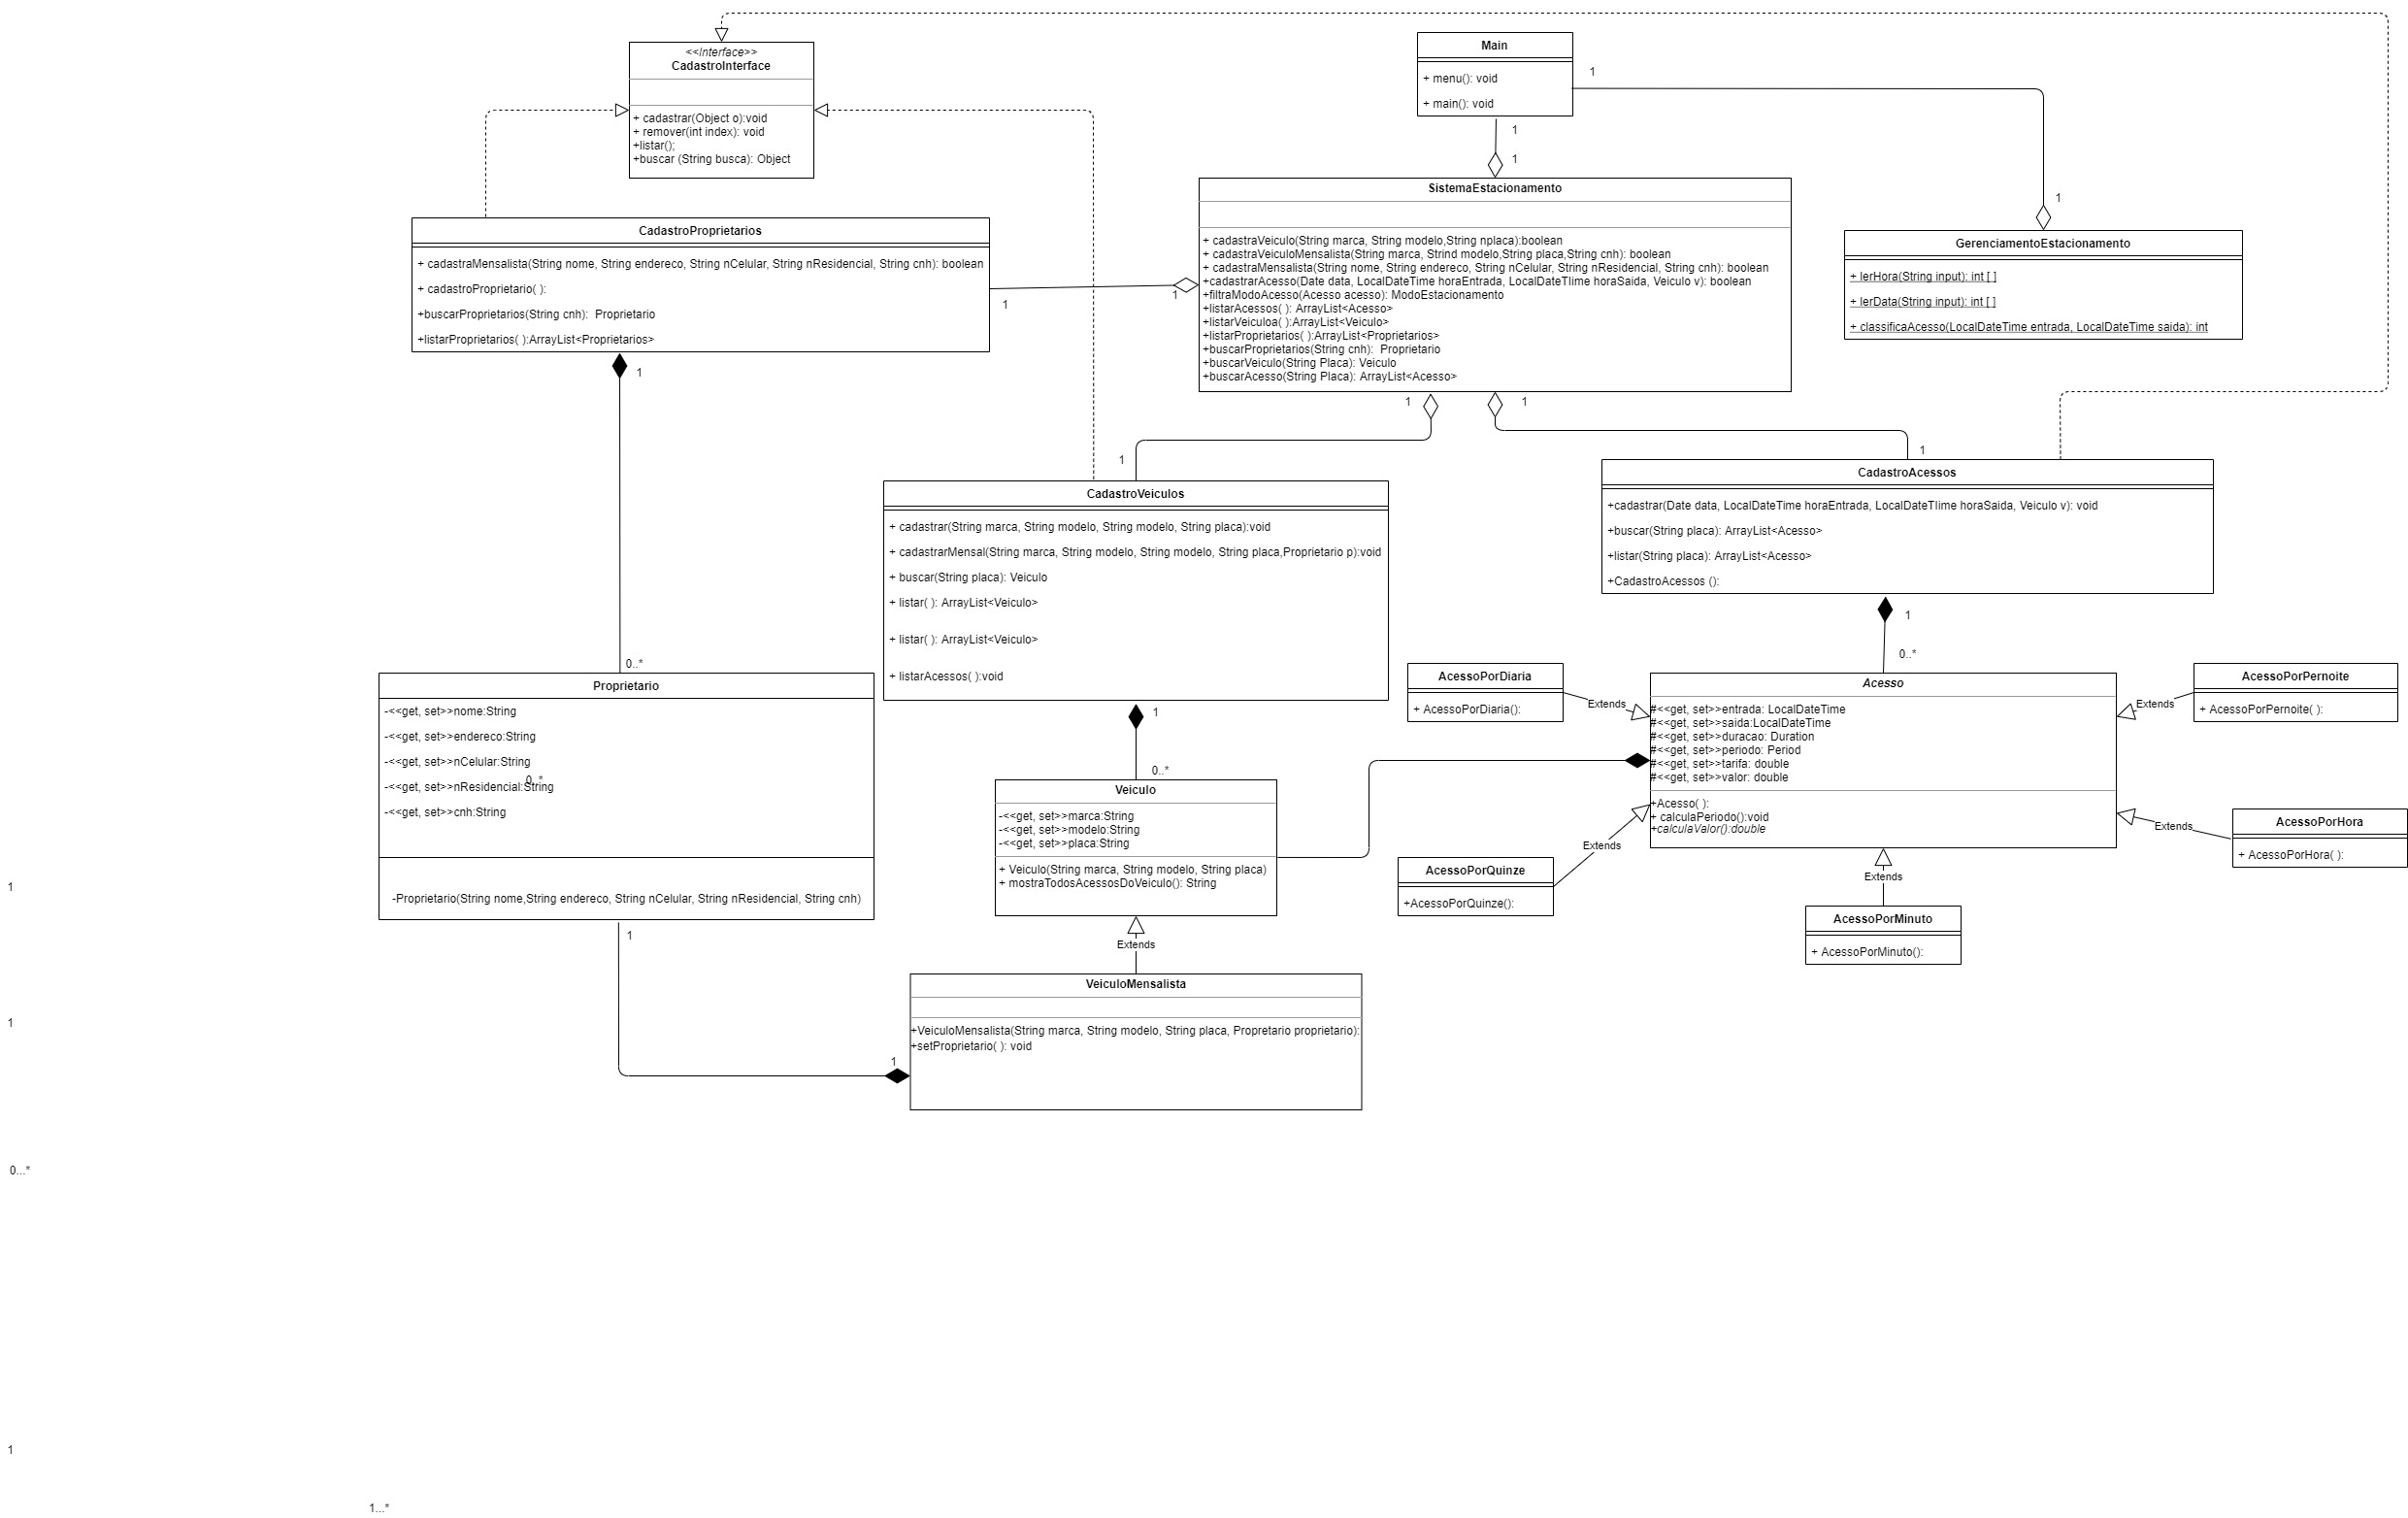 <<Interface>>
CadastroInterface
+ cadastrar(Object o):void
+ remover(int index): void
+listar();
+buscar (String busca): Object
Main
+ menu(): void
+ main(): void
1
1
1
1
CadastroProprietarios
+ cadastraMensalista(String nome, String endereco, String nCelular, String nResidencial, String cnh): boolean
+ cadastroProprietario( ):
+buscarProprietarios(String cnh):  Proprietario
+listarProprietarios( ):ArrayList<Proprietarios>
1
1
1
SistemaEstacionamento
+ cadastraVeiculo(String marca, String modelo,String nplaca):boolean
+ cadastraVeiculoMensalista(String marca, Strind modelo,String placa,String cnh): boolean
+ cadastraMensalista(String nome, String endereco, String nCelular, String nResidencial, String cnh): boolean
+cadastrarAcesso(Date data, LocalDateTime horaEntrada, LocalDateTIime horaSaida, Veiculo v): boolean
+filtraModoAcesso(Acesso acesso): ModoEstacionamento
+listarAcessos( ): ArrayList<Acesso>
+listarVeiculoa( ):ArrayList<Veiculo>
+listarProprietarios( ):ArrayList<Proprietarios>
+buscarProprietarios(String cnh):  Proprietario
+buscarVeiculo(String Placa): Veiculo
+buscarAcesso(String Placa): ArrayList<Acesso>
GerenciamentoEstacionamento
+ lerHora(String input): int [ ]
+ lerData(String input): int [ ]
+ classificaAcesso(LocalDateTime entrada, LocalDateTime saida): int
1
1
1
1
CadastroVeiculos
+ cadastrar(String marca, String modelo, String modelo, String placa):void
+ cadastrarMensal(String marca, String modelo, String modelo, String placa,Proprietario p):void
+ buscar(String placa): Veiculo
+ listar( ): ArrayList<Veiculo>
+ listar( ): ArrayList<Veiculo>
+ listarAcessos( ):void
CadastroAcessos
+cadastrar(Date data, LocalDateTime horaEntrada, LocalDateTIime horaSaida, Veiculo v): void
+buscar(String placa): ArrayList<Acesso>
+listar(String placa): ArrayList<Acesso>
+CadastroAcessos ():
1
0..*
0..*
1
0..*
Proprietario
-<<get, set>>nome:String
-<<get, set>>endereco:String
-<<get, set>>nCelular:String
0..*
-<<get, set>>nResidencial:String
-<<get, set>>cnh:String
-Proprietario(String nome,String endereco, String nCelular, String nResidencial, String cnh)
1
Veiculo
-<<get, set>>marca:String
-<<get, set>>modelo:String
-<<get, set>>placa:String
+ Veiculo(String marca, String modelo, String placa)
+ mostraTodosAcessosDoVeiculo(): String
Extends
VeiculoMensalista
+VeiculoMensalista(String marca, String modelo, String placa, Propretario proprietario):
+setProprietario( ): void
1
AcessoPorDiaria
+ AcessoPorDiaria():
Extends
Acesso
#<<get, set>>entrada: LocalDateTime
#<<get, set>>saida:LocalDateTime
#<<get, set>>duracao: Duration
#<<get, set>>periodo: Period
#<<get, set>>tarifa: double
#<<get, set>>valor: double
+Acesso( ):
+ calculaPeriodo():void
+calculaValor():double
Extends
AcessoPorPernoite
+ AcessoPorPernoite( ):
Extends
AcessoPorHora
+ AcessoPorHora( ):
Extends
AcessoPorQuinze
+AcessoPorQuinze():
Extends
AcessoPorMinuto
+ AcessoPorMinuto():
1
1
0...*
1
1...*